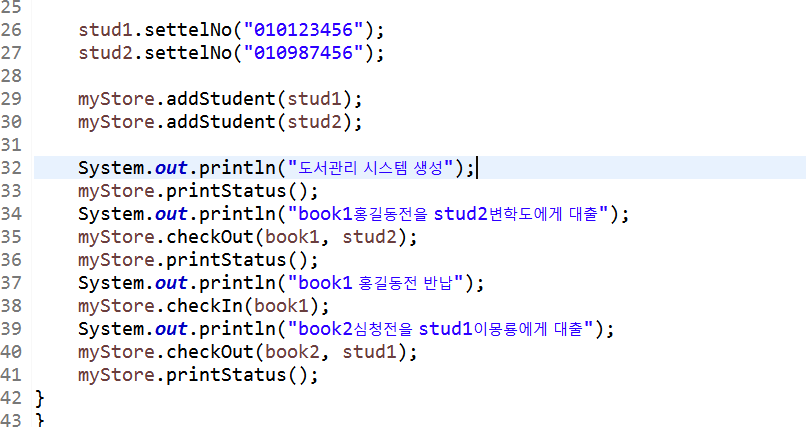 25
26 stud1.settelNo("010123456");
27 stud2.settelNo("010987456");
28
29 myStore.addStudent(stud1);
30 myStore.addStudent(stud2);
31
32 System.out.println("도서관리 시스템 생성");
33 myStore.printStatus();
34 System.out.println("book1홍길동전을 stud2변학도에게 대출");
35 myStore.checkOut(book1, stud2);
36 myStore.printStatus();
37 System.out.println("book1 홍길동전 반납");
38 myStore.checkIn(book1);
39 System.out.println("book2심청전을 stud1이몽룡에게 대출");
40 myStore.checkOut(book2, stud1);
41 myStore.printStatus();
42 }
43 }